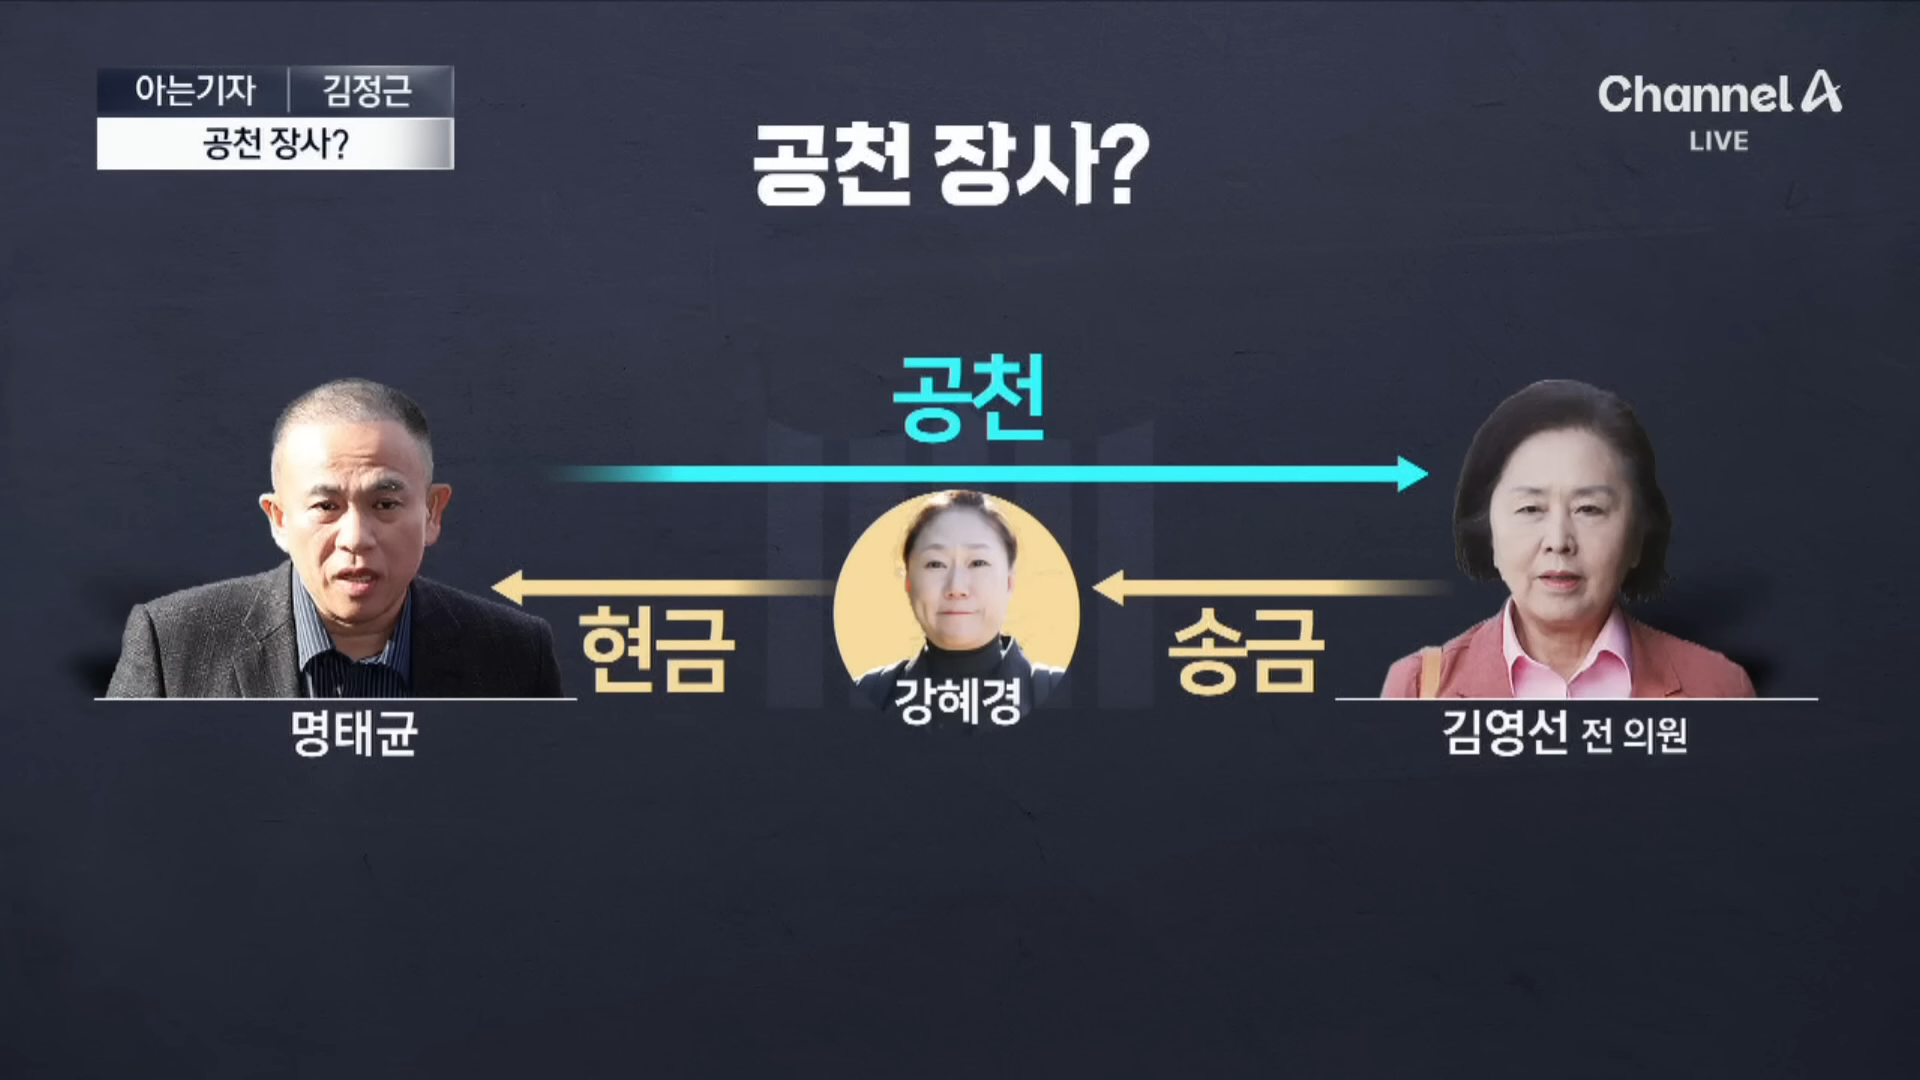 아는기자 김정근
공천 장사?
Channel A
LIVE
공천 장사?
공천
현금
송금
강혜경
명태균
김영선 전 의원